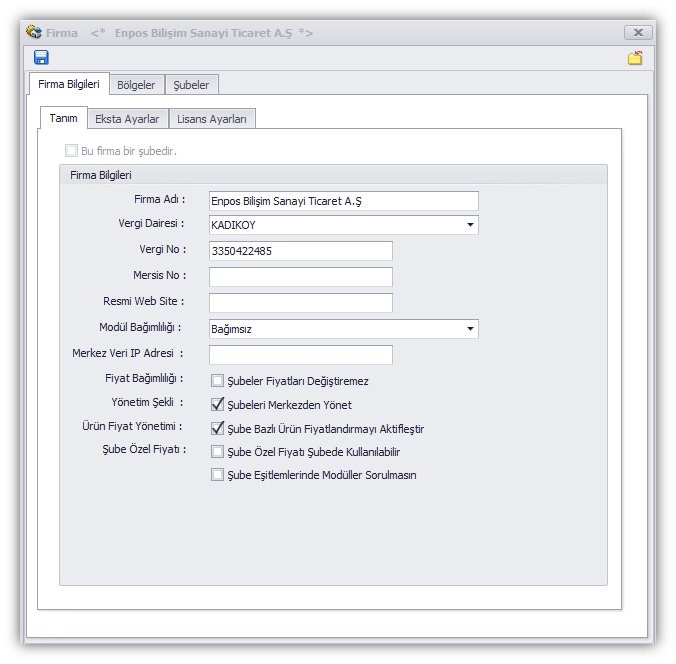 Firma <* Enpos Bilişim Sanayi Ticaret A.Ş *>
Firma Bilgileri Bölgeler Şubeler
Tanım Eksta Ayarlar Lisans Ayarları
Bu firma bir şubedir.
Firma Bilgileri
Firma Adı : Enpos Bilişim Sanayi Ticaret A.Ş
Vergi Dairesi : KADIKOY
Vergi No : 3350422485
Mersis No :
Resmi Web Site :
Modül Bağımlılığı : Bağımsız
Merkez Veri IP Adresi :
Fiyat Bağımlılığı : Şubeler Fiyatları Değiştiremez
Yönetim Şekli : Şubeleri Merkezden Yönet
Ürün Fiyat Yönetimi : Şube Bazlı Ürün Fiyatlandırmayı Aktifleştir
Şube Özel Fiyatı : Şube Özel Fiyatı Şubede Kullanılabilir
Şube Eşitlemlerinde Modüller Sorulmasın